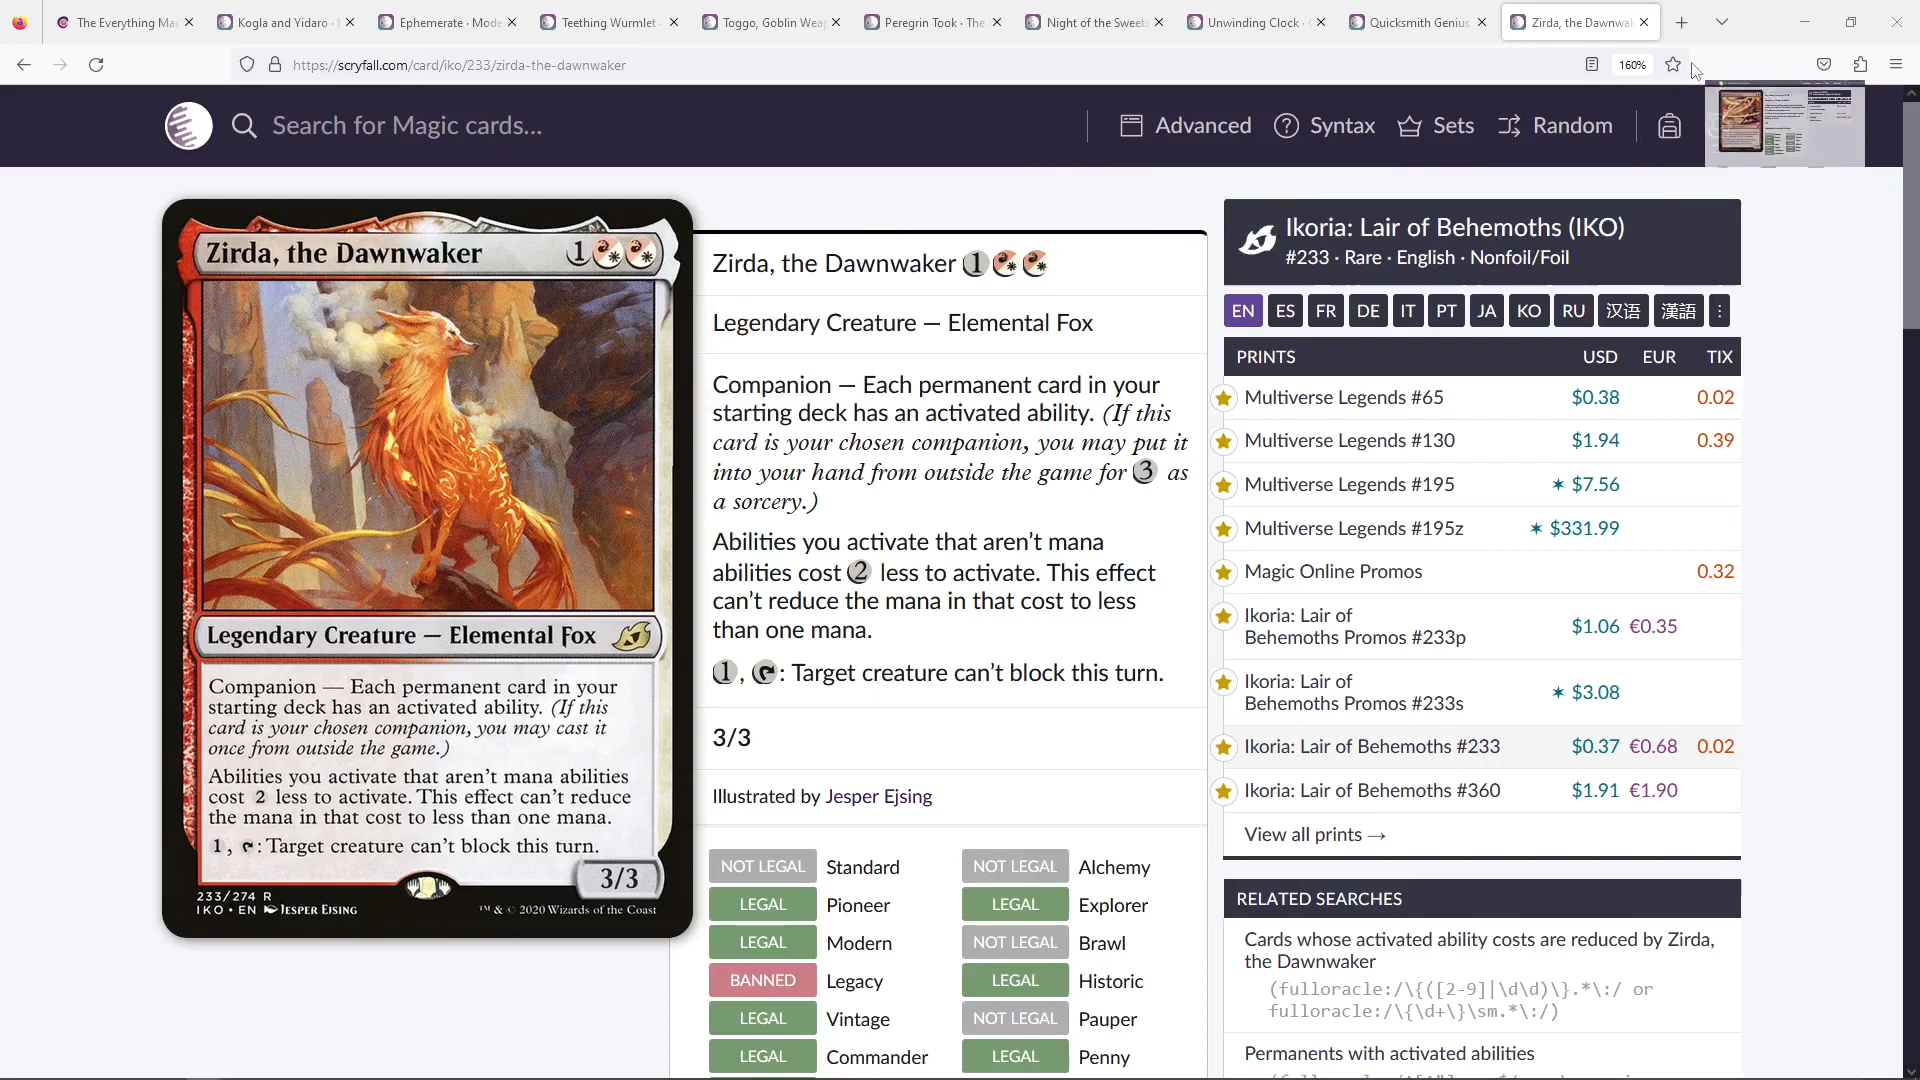 The Everything Mac
Kogla and Yidaro ·
Ephemerate · Mode
Teething Wurmlet ·
Toggo, Goblin Weap
Peregrin Took · The
Night of the Sweets
Unwinding Clock ·
Quicksmith Genius
Zirda, the Dawnwak
https://scryfall.com/card/iko/233/zirda-the-dawnwaker
160%
Search for Magic cards...
Advanced
Syntax
Sets
Random
Zirda, the Dawnwaker 1
Legendary Creature — Elemental Fox
Companion — Each permanent card in your
starting deck has an activated ability. (If this
card is your chosen companion, you may cast it
once from outside the game.)
Abilities you activate that aren't mana abilities
cost 2 less to activate. This effect can't reduce
the mana in that cost to less than one mana.
1, : Target creature can't block this turn.
3/3
233/274 R
IKO • EN JESPER EJSING
™ & © 2020 Wizards of the Coast
Zirda, the Dawnwaker 1
Legendary Creature — Elemental Fox
Companion — Each permanent card in your
starting deck has an activated ability. (If this
card is your chosen companion, you may put it
into your hand from outside the game for 3 as
a sorcery.)
Abilities you activate that aren't mana
abilities cost 2 less to activate. This effect
can't reduce the mana in that cost to less
than one mana.
1, : Target creature can't block this turn.
3/3
Illustrated by Jesper Ejsing
NOT LEGAL Standard NOT LEGAL Alchemy
LEGAL Pioneer LEGAL Explorer
LEGAL Modern NOT LEGAL Brawl
BANNED Legacy LEGAL Historic
LEGAL Vintage NOT LEGAL Pauper
LEGAL Commander LEGAL Penny
Ikoria: Lair of Behemoths (IKO)
#233 · Rare · English · Nonfoil/Foil
EN ES FR DE IT PT JA KO RU 汉语 漢語 ⋮
PRINTS USD EUR TIX
Multiverse Legends #65 $0.38 0.02
Multiverse Legends #130 $1.94 0.39
Multiverse Legends #195 ✶ $7.56
Multiverse Legends #195z ✶ $331.99
Magic Online Promos 0.32
Ikoria: Lair of
Behemoths Promos #233p $1.06 €0.35
Ikoria: Lair of
Behemoths Promos #233s ✶ $3.08
Ikoria: Lair of Behemoths #233 $0.37 €0.68 0.02
Ikoria: Lair of Behemoths #360 $1.91 €1.90
View all prints →
RELATED SEARCHES
Cards whose activated ability costs are reduced by Zirda,
the Dawnwaker
(fulloracle:/\{([2-9]|\d\d)\}.*\:/ or
fulloracle:/\{\d+\}\sm.*\:/)
Permanents with activated abilities